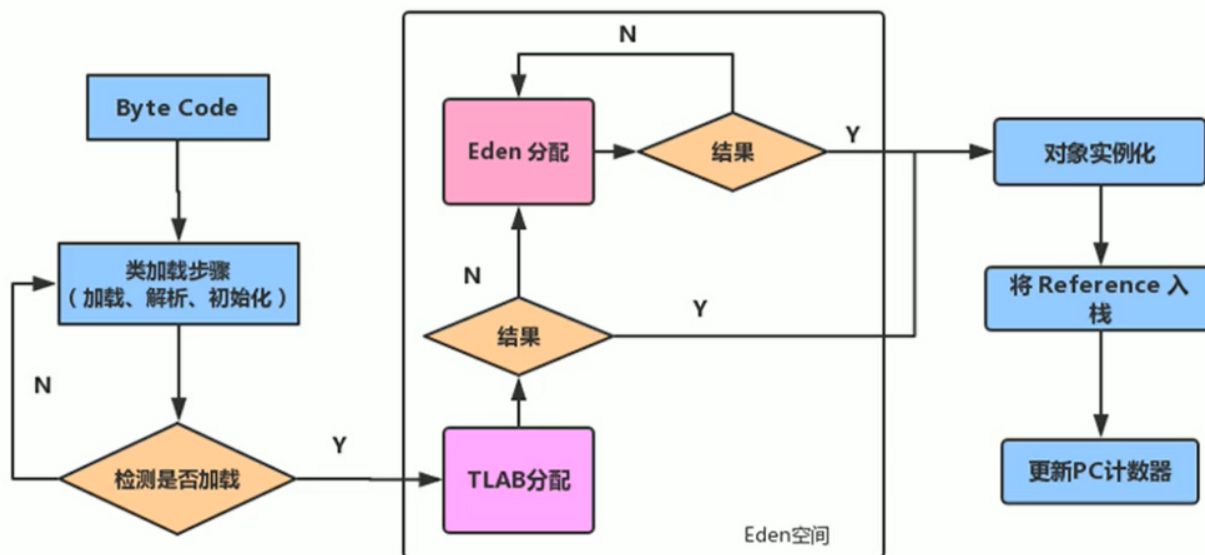 Byte Code
类加载步骤
（加载、解析、初始化）
N
检测是否加载
Y
TLAB分配
结果
N
Y
Eden 分配
结果
N
Y
Eden空间
对象实例化
将 Reference 入
栈
更新PC计数器